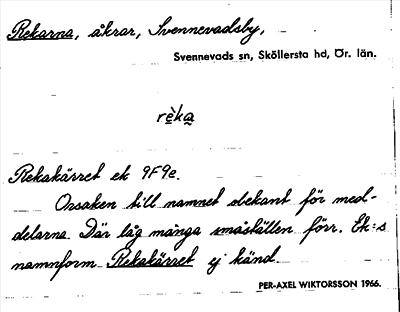 Rekarna, åkrar, Svennevadsby,
Svennevads sn, Sköllersta hd, Ör. län.
rèka
Rekakärret ek 9F9e.
Orsaken till namnet obekant för med-
delarna. Där låg många småställen förr. Ek:s
namnform Rekakärret ej känd.
PER-AXEL WIKTORSSON 1966.